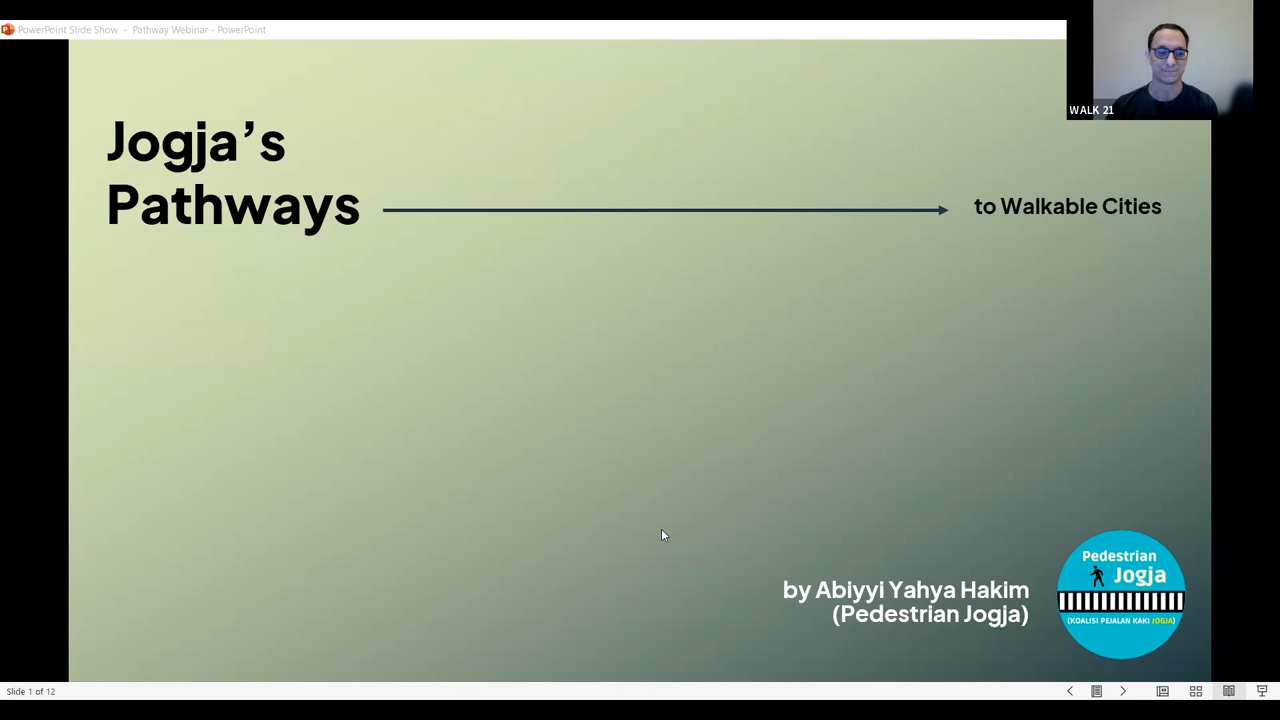 PowerPoint Slide Show - Pathway Webinar - PowerPoint
WALK 21
Jogja’s
Pathways
to Walkable Cities
by Abiyyi Yahya Hakim
(Pedestrian Jogja)
Pedestrian
Jogja
(KOALISI PEJALAN KAKI JOGJA)
Slide 1 of 12